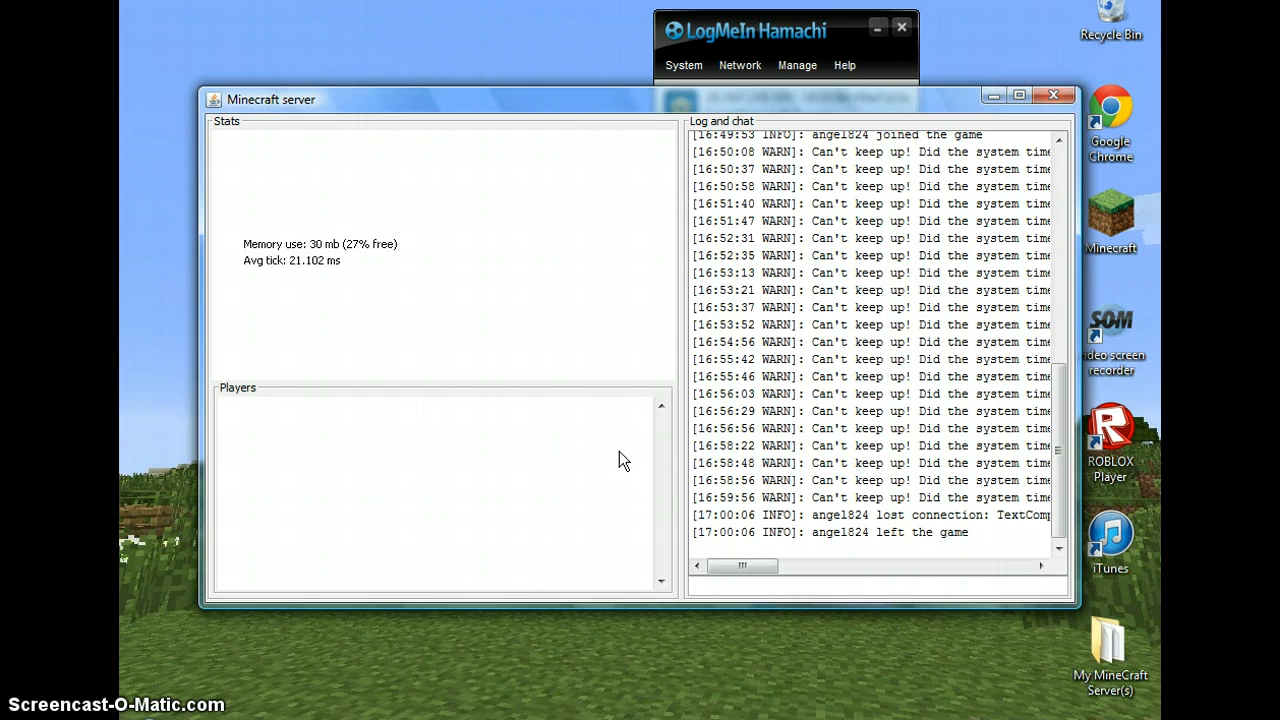 LogMeIn Hamachi
System Network Manage Help
Minecraft server
Stats
Memory use: 30 mb (27% free)
Avg tick: 21.102 ms
Players
Log and chat
[16:49:53 INFO]: angel824 joined the game
[16:50:08 WARN]: Can't keep up! Did the system time
[16:50:37 WARN]: Can't keep up! Did the system time
[16:50:58 WARN]: Can't keep up! Did the system time
[16:51:40 WARN]: Can't keep up! Did the system time
[16:51:47 WARN]: Can't keep up! Did the system time
[16:52:31 WARN]: Can't keep up! Did the system time
[16:52:35 WARN]: Can't keep up! Did the system time
[16:53:13 WARN]: Can't keep up! Did the system time
[16:53:21 WARN]: Can't keep up! Did the system time
[16:53:37 WARN]: Can't keep up! Did the system time
[16:53:52 WARN]: Can't keep up! Did the system time
[16:54:56 WARN]: Can't keep up! Did the system time
[16:55:42 WARN]: Can't keep up! Did the system time
[16:55:46 WARN]: Can't keep up! Did the system time
[16:56:03 WARN]: Can't keep up! Did the system time
[16:56:29 WARN]: Can't keep up! Did the system time
[16:56:56 WARN]: Can't keep up! Did the system time
[16:58:22 WARN]: Can't keep up! Did the system time
[16:58:48 WARN]: Can't keep up! Did the system time
[16:58:56 WARN]: Can't keep up! Did the system time
[16:59:56 WARN]: Can't keep up! Did the system time
[17:00:06 INFO]: angel824 lost connection: TextComp
[17:00:06 INFO]: angel824 left the game
Recycle Bin
Google
Chrome
Minecraft
SOM
ideo screen
recorder
ROBLOX
Player
iTunes
My MineCraft
Server(s)
Screencast-O-Matic.com